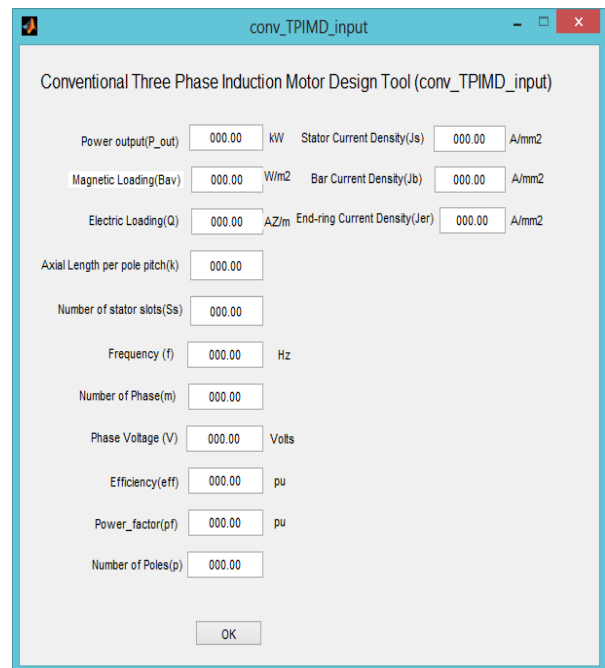 conv_TPIMD_input
Conventional Three Phase Induction Motor Design Tool (conv_TPIMD_input)
Power output(P_out) 000.00 kW Stator Current Density(Js) 000.00 A/mm2
Magnetic Loading(Bav) 000.00 W/m2 Bar Current Density(Jb) 000.00 A/mm2
Electric Loading(Q) 000.00 AZ/m End-ring Current Density(Jer) 000.00 A/mm2
Axial Length per pole pitch(k) 000.00
Number of stator slots(Ss) 000.00
Frequency (f) 000.00 Hz
Number of Phase(m) 000.00
Phase Voltage (V) 000.00 Volts
Efficiency(eff) 000.00 pu
Power_factor(pf) 000.00 pu
Number of Poles(p) 000.00
OK